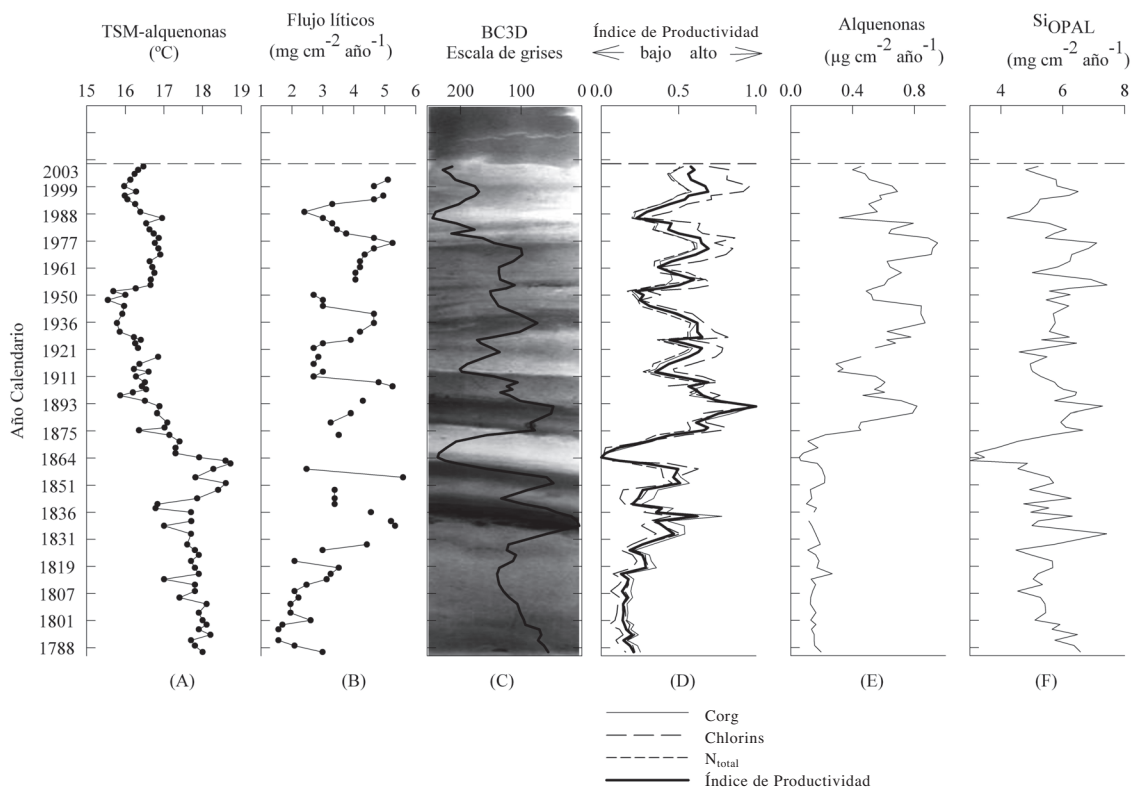 TSM-alquenonas
(ºC)
Flujo líticos
(mg cm-2 año-1)
BC3D
Escala de grises
Índice de Productividad
bajo alto
Alquenonas
(µg cm-2 año-1)
SiOPAL
(mg cm-2 año-1)
15 16 17 18 19
1 2 3 4 5 6
200 100 0
0.0 0.5 1.0
0.0 0.4 0.8
4 6 8
Año Calendario
2003
1999
1988
1977
1961
1950
1936
1921
1911
1893
1875
1864
1851
1836
1831
1819
1807
1801
1788
(A)
(B)
(C)
(D)
(E)
(F)
Corg
Chlorins
Ntotal
Índice de Productividad